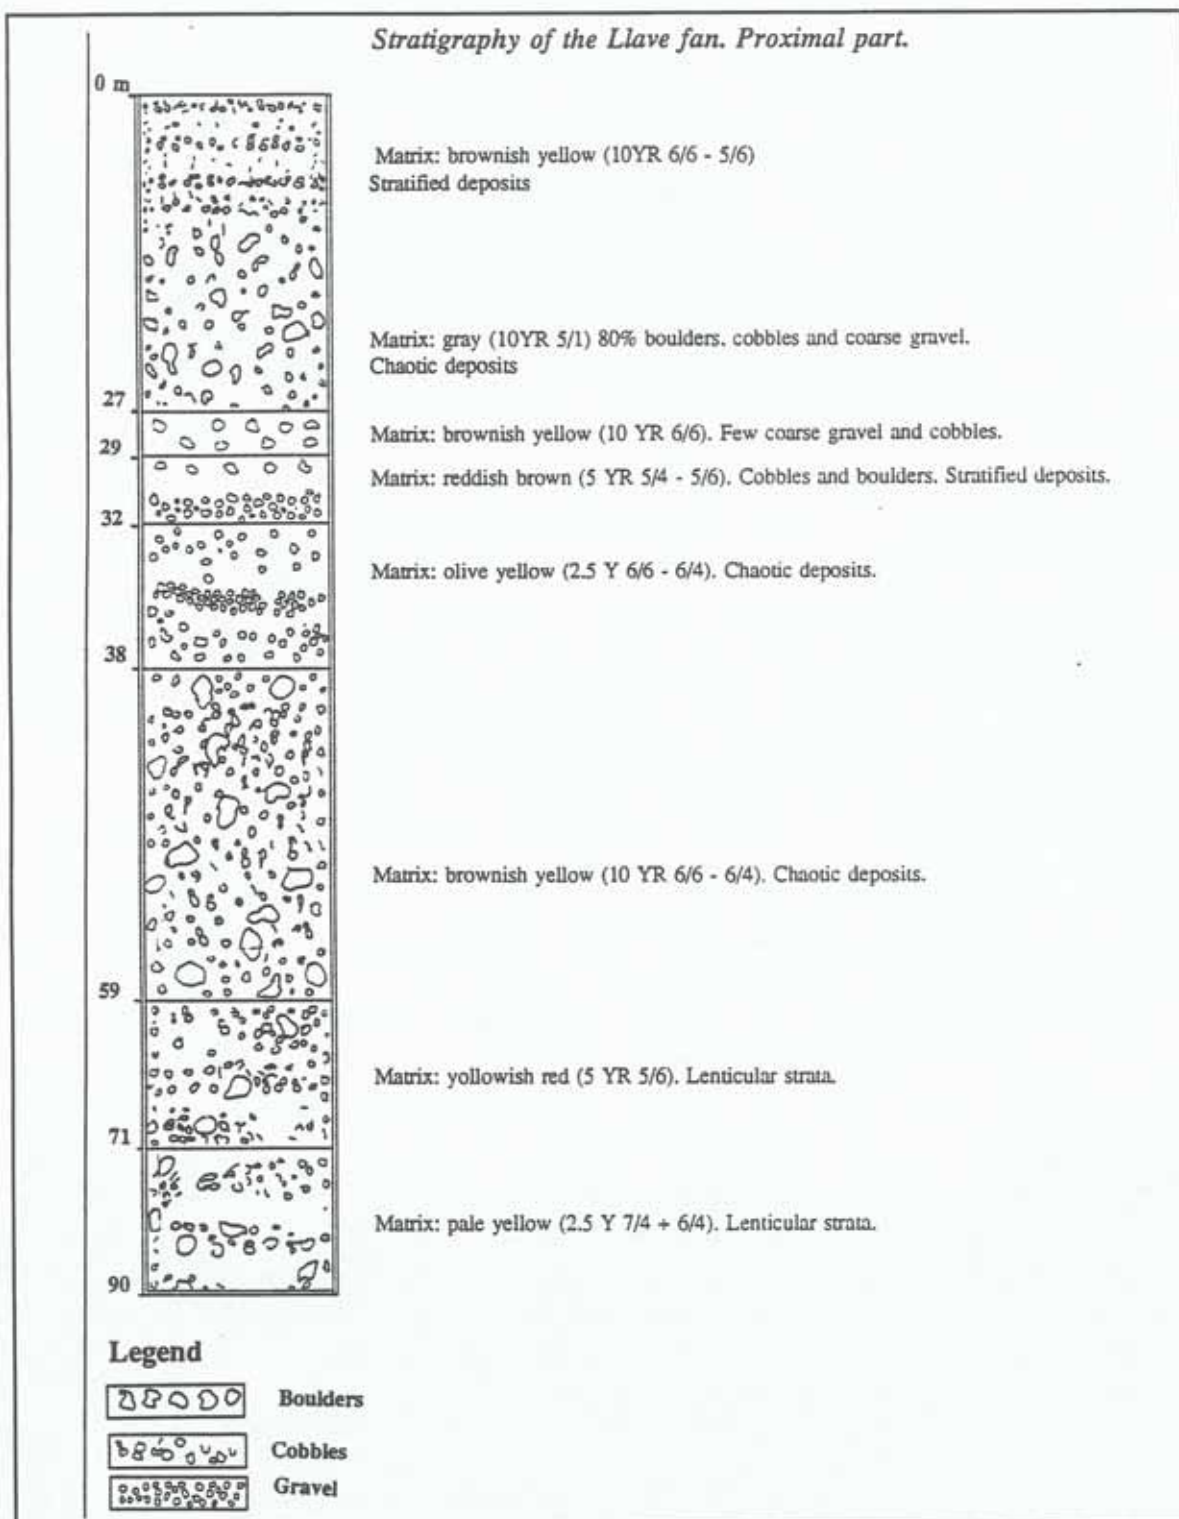 Stratigraphy of the Llave fan. Proximal part.
0 m
Matrix: brownish yellow (10YR 6/6 - 5/6)
Stratified deposits
Matrix: gray (10YR 5/1) 80% boulders. cobbles and coarse gravel.
Chaotic deposits
27
Matrix: brownish yellow (10 YR 6/6). Few coarse gravel and cobbles.
29
Matrix: reddish brown (5 YR 5/4 - 5/6). Cobbles and boulders. Stratified deposits.
32
Matrix: olive yellow (2.5 Y 6/6 - 6/4). Chaotic deposits.
38
Matrix: brownish yellow (10 YR 6/6 - 6/4). Chaotic deposits.
59
Matrix: yollowish red (5 YR 5/6). Lenticular strata.
71
Matrix: pale yellow (2.5 Y 7/4 + 6/4). Lenticular strata.
90
Legend
Boulders
Cobbles
Gravel